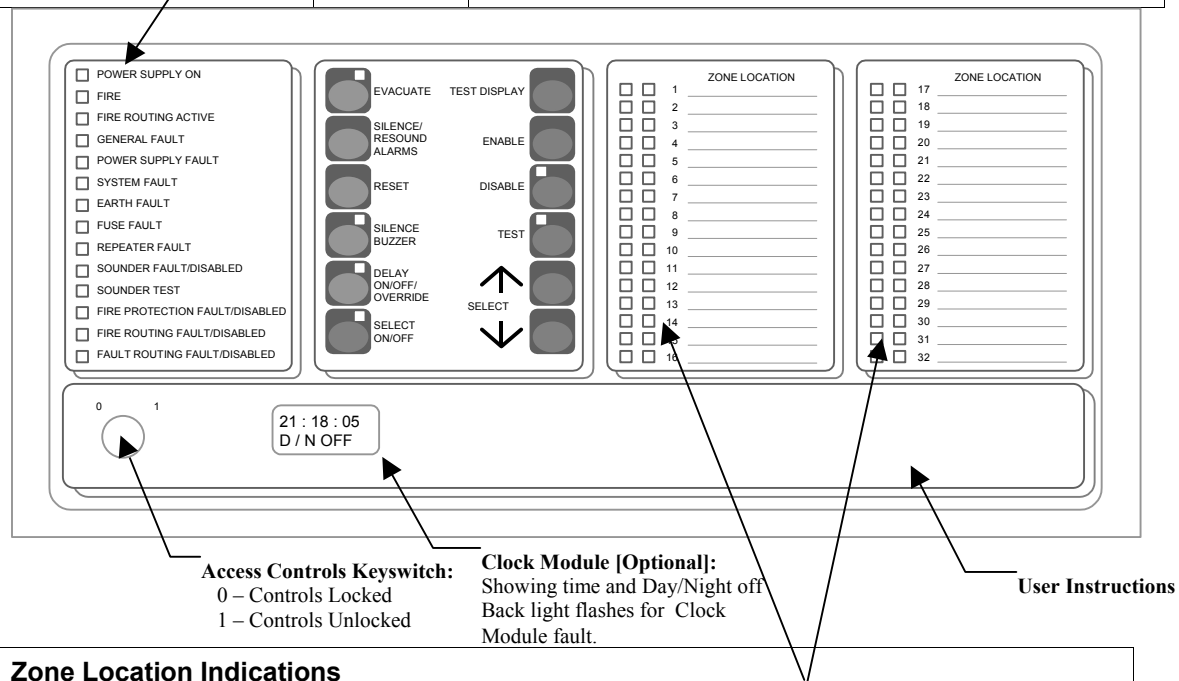 POWER SUPPLY ON
FIRE
FIRE ROUTING ACTIVE
GENERAL FAULT
POWER SUPPLY FAULT
SYSTEM FAULT
EARTH FAULT
FUSE FAULT
REPEATER FAULT
SOUNDER FAULT/DISABLED
SOUNDER TEST
FIRE PROTECTION FAULT/DISABLED
FIRE ROUTING FAULT/DISABLED
FAULT ROUTING FAULT/DISABLED
EVACUATE
SILENCE/
RESOUND
ALARMS
RESET
SILENCE
BUZZER
DELAY
ON/OFF/
OVERRIDE
SELECT
ON/OFF
TEST DISPLAY
ENABLE
DISABLE
TEST
SELECT
ZONE LOCATION
1
2
3
4
5
6
7
8
9
10
11
12
13
14
15
16
ZONE LOCATION
17
18
19
20
21
22
23
24
25
26
27
28
29
30
31
32
0 1
21 : 18 : 05
D / N OFF
Access Controls Keyswitch:
0 – Controls Locked
1 – Controls Unlocked
Clock Module [Optional]:
Showing time and Day/Night off
Back light flashes for Clock
Module fault.
User Instructions
Zone Location Indications